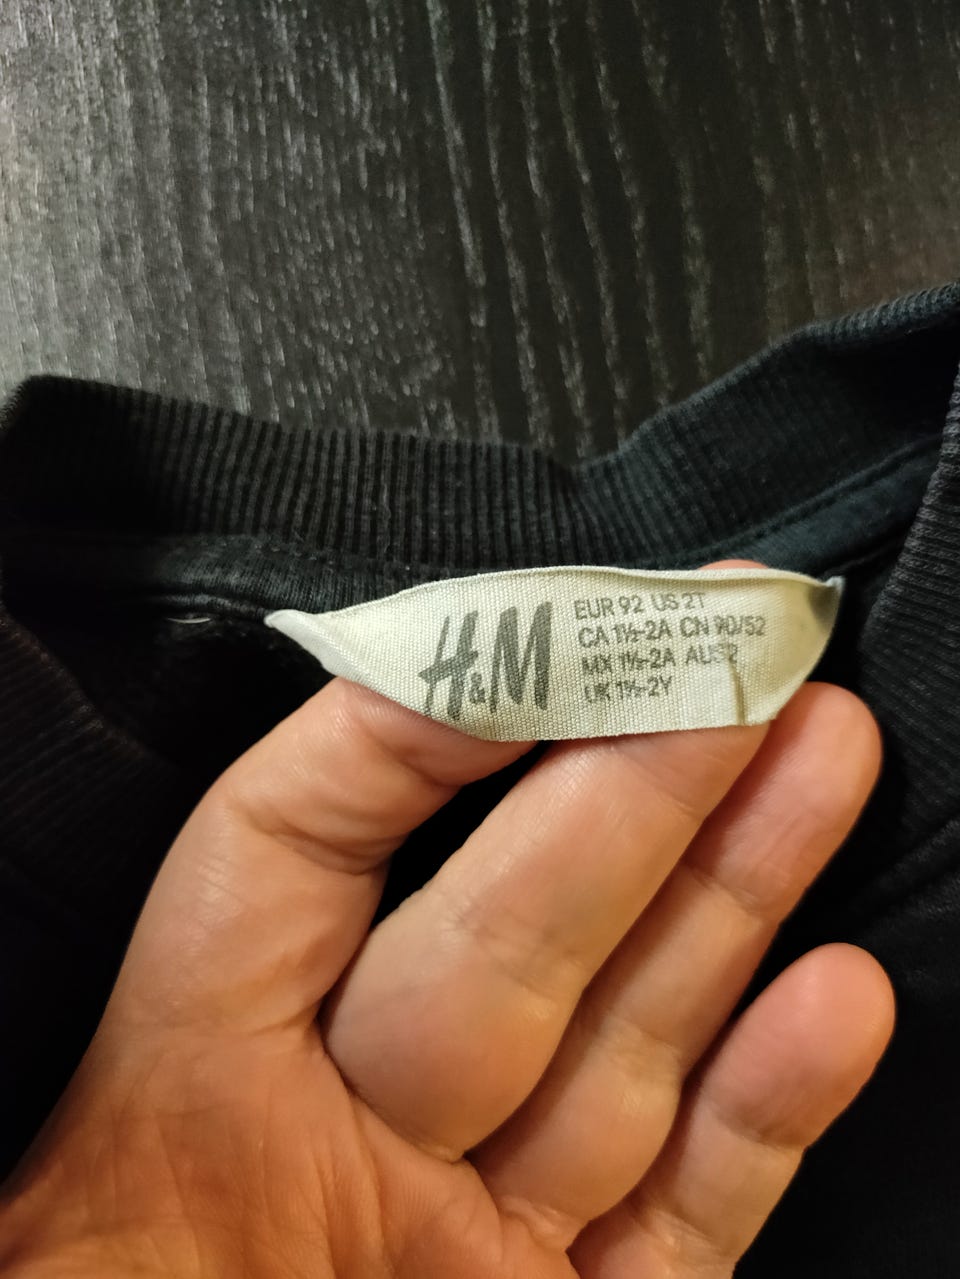 H&M
EUR 92 US 2T
CA 1½-2A CN 90/52
MX 1½-2A AUS 2
UK 1½-2Y